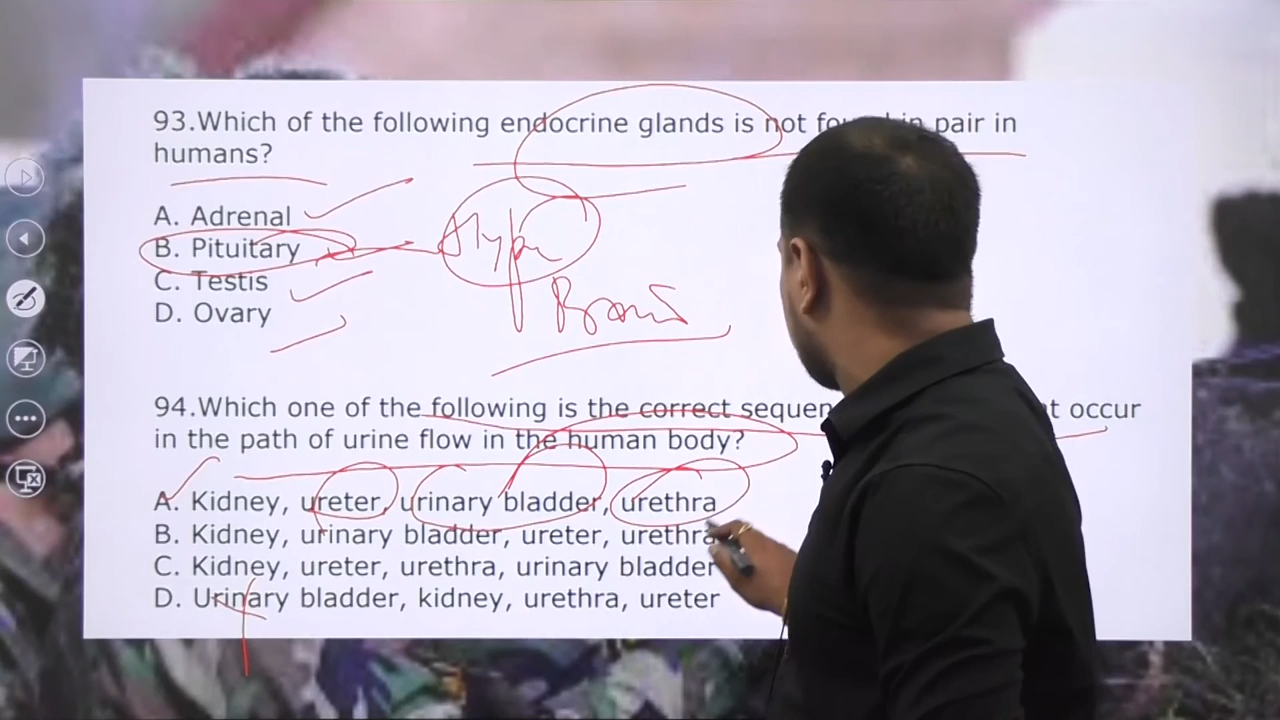 93.Which of the following endocrine glands is not found in pair in
humans?
A. Adrenal
B. Pituitary
Hypo
C. Testis
Brain
D. Ovary
94.Which one of the following is the correct sequen t occur
in the path of urine flow in the human body?
A. Kidney, ureter, urinary bladder, urethra
B. Kidney, urinary bladder, ureter, urethra
C. Kidney, ureter, urethra, urinary bladder
D. Urinary bladder, kidney, urethra, ureter